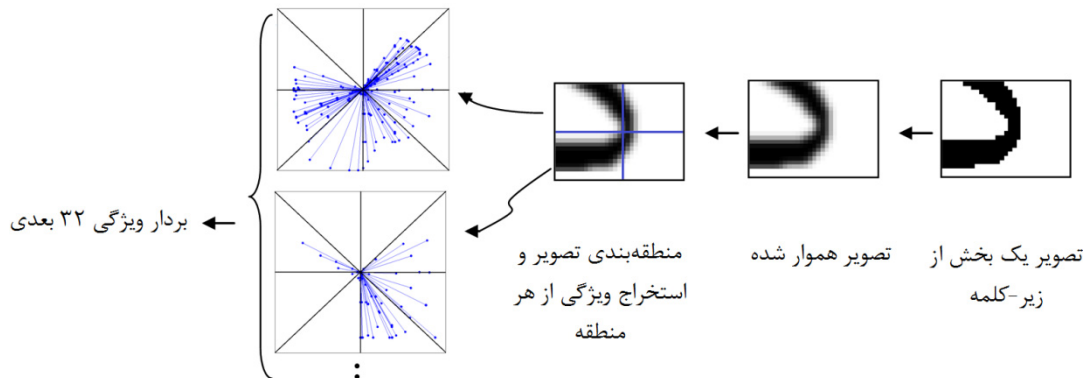 تصویر یک بخش از
زیر-کلمه
تصویر هموار شده
منطقه‌بندی تصویر و
استخراج ویژگی از هر
منطقه
بردار ویژگی ۳۲ بعدی